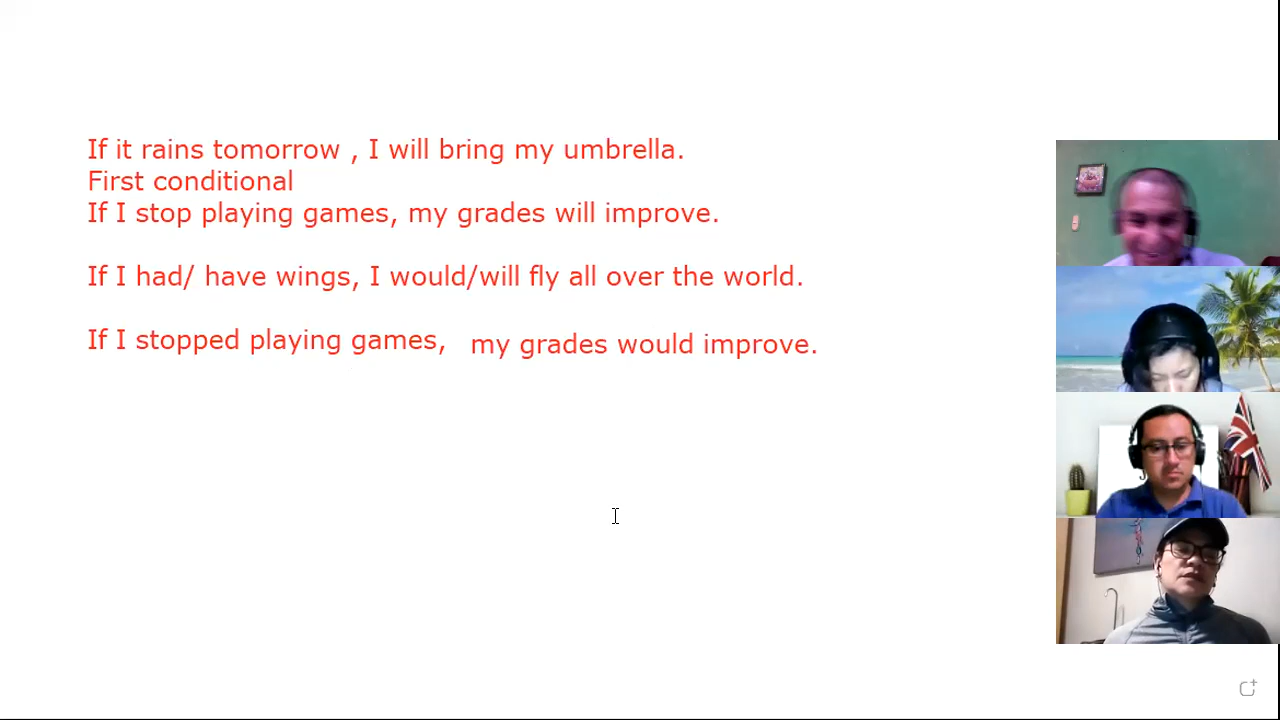 If it rains tomorrow , I will bring my umbrella.
First conditional
If I stop playing games, my grades will improve.
If I had/ have wings, I would/will fly all over the world.
If I stopped playing games, my grades would improve.